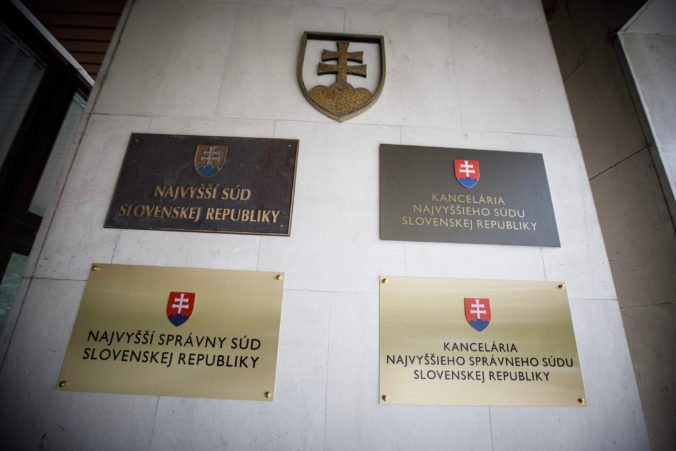 NAJVYŠŠÍ SÚD
SLOVENSKEJ REPUBLIKY
KANCELÁRIA
NAJVYŠŠIEHO SÚDU
SLOVENSKEJ REPUBLIKY
NAJVYŠŠÍ SPRÁVNY SÚD
SLOVENSKEJ REPUBLIKY
KANCELÁRIA
NAJVYŠŠIEHO SPRÁVNEHO SÚDU
SLOVENSKEJ REPUBLIKY